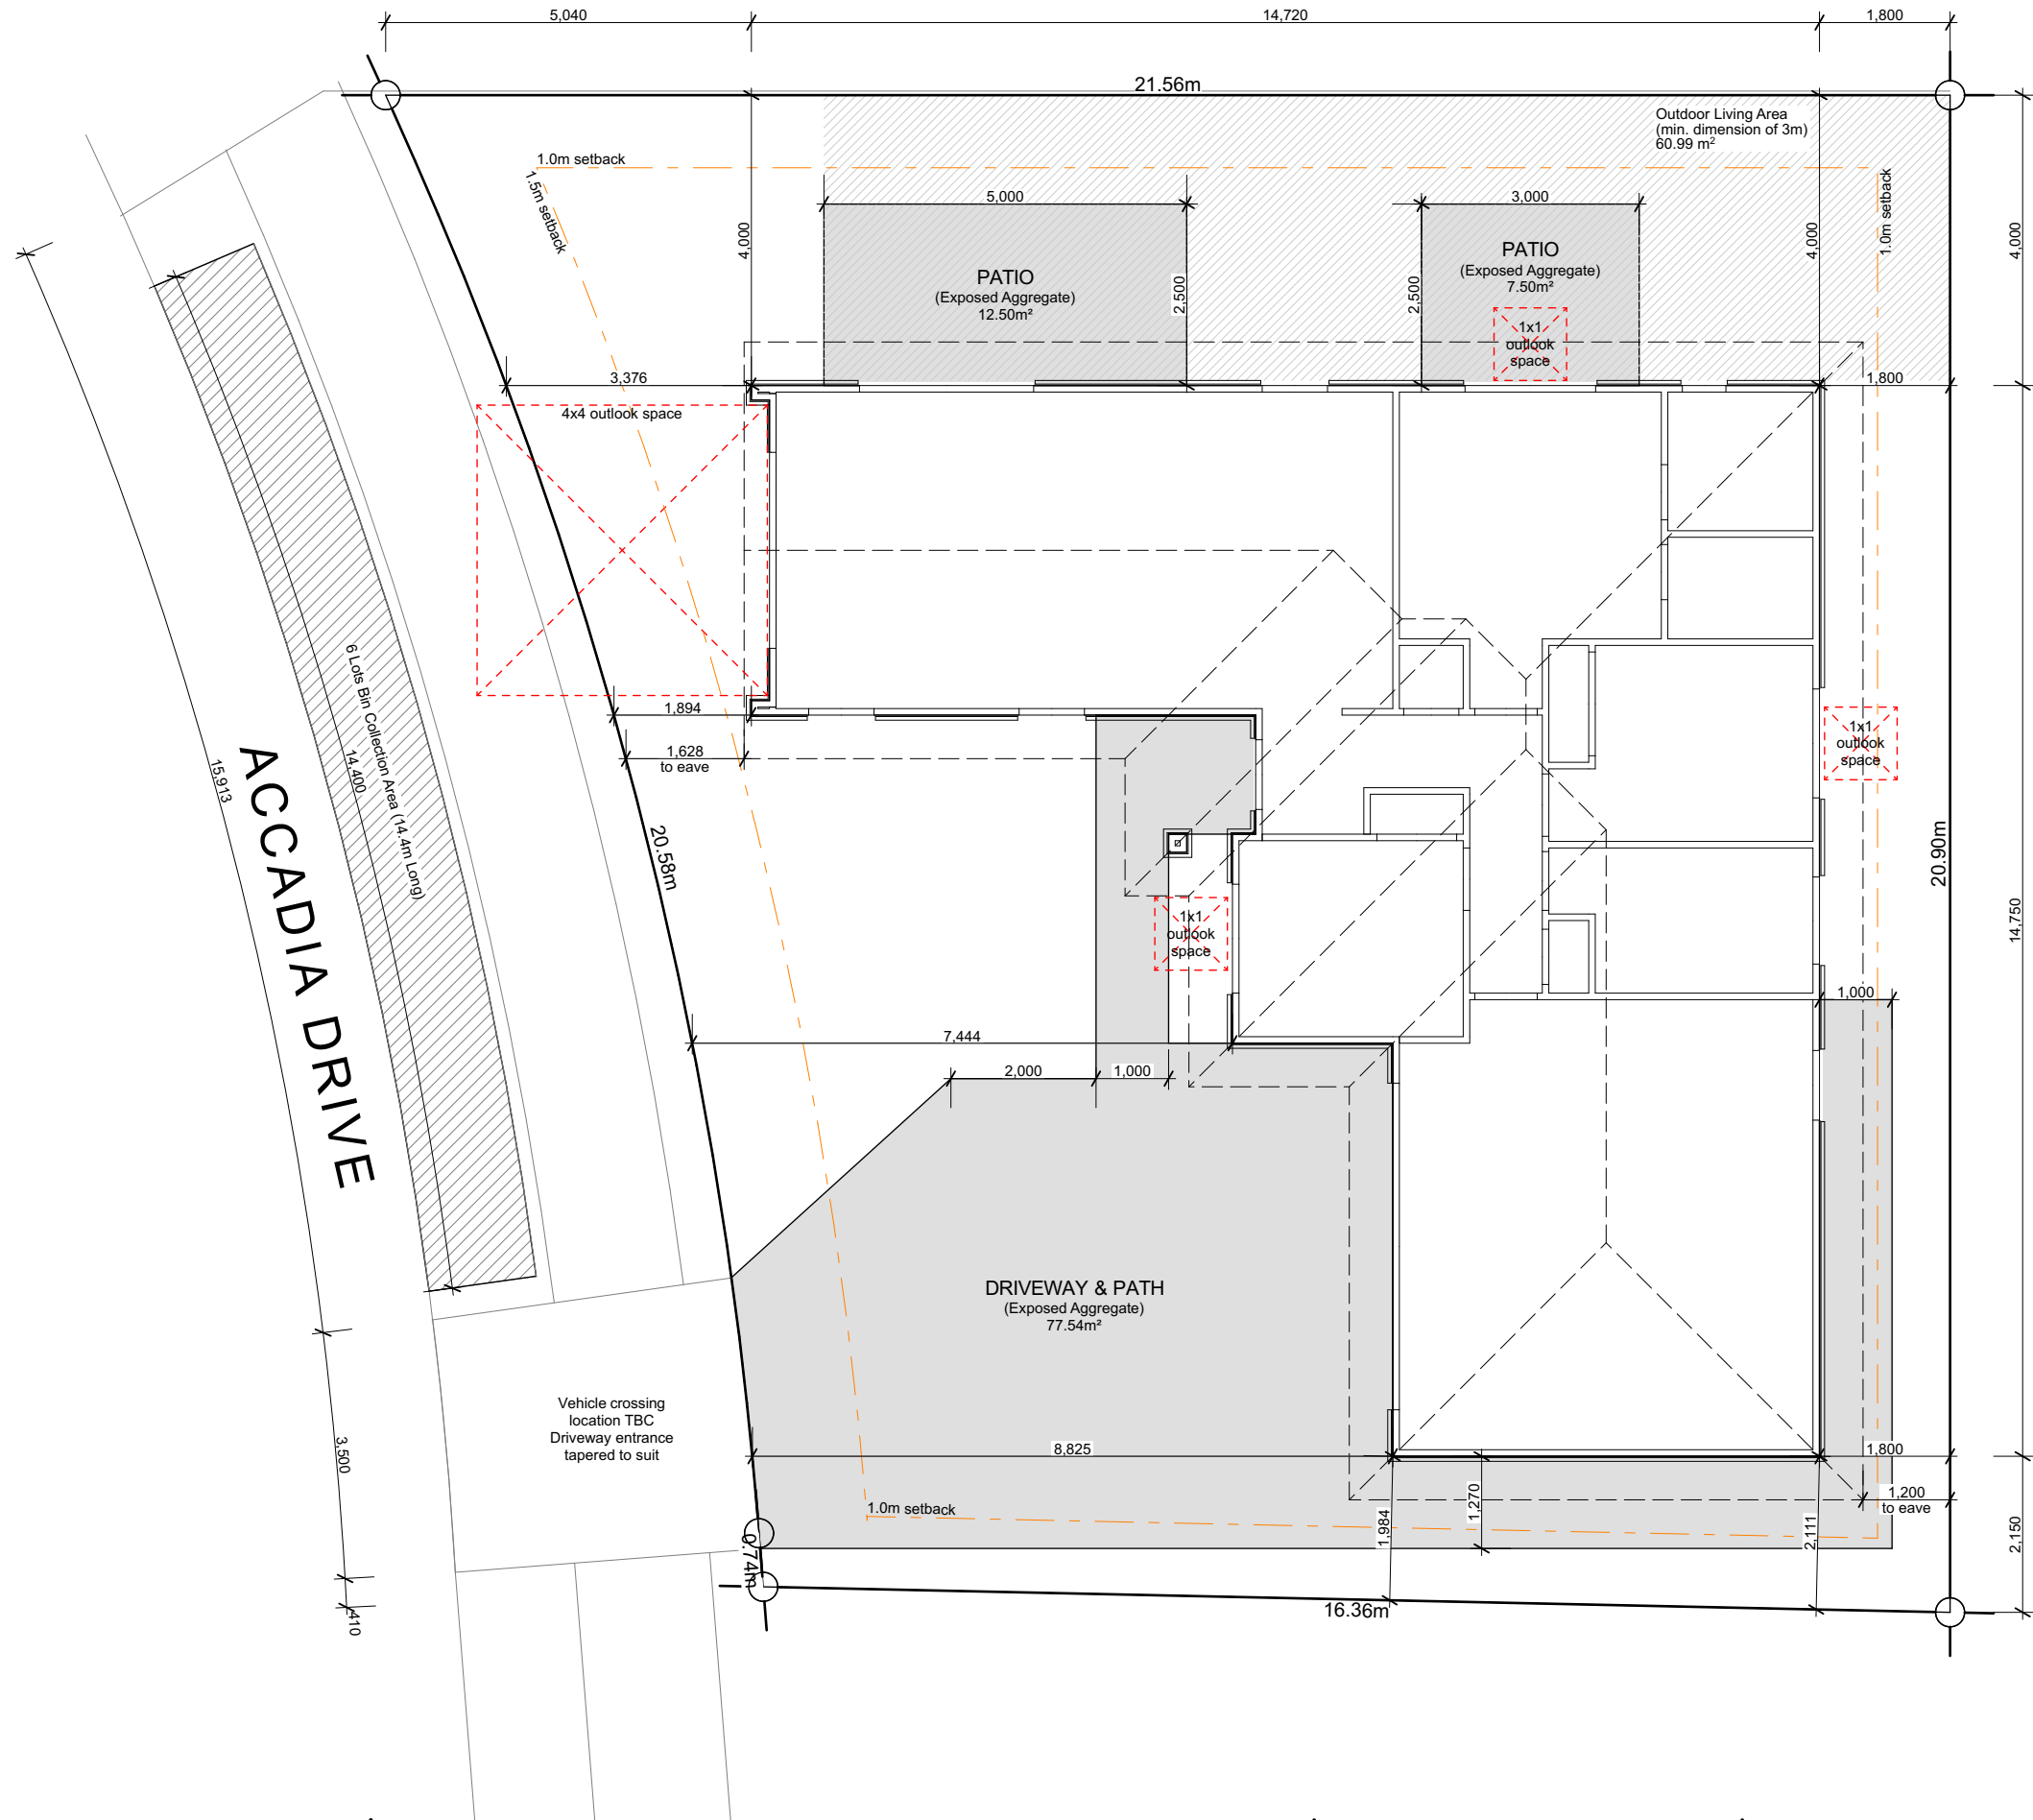 5,040
14,720
1,800
21.56m
Outdoor Living Area
(min. dimension of 3m)
60.99 m²
1.0m setback
1.5m setback
1.0m setback
5,000
3,000
4,000
4,000
4,000
PATIO
(Exposed Aggregate)
12.50m²
2,500
PATIO
(Exposed Aggregate)
7.50m²
2,500
1x1
outlook
space
3,376
1,800
4x4 outlook space
6 Lots Bin Collection Area (14.4m Long)
14,400
15,913
ACCADIA DRIVE
1,894
1,628
to eave
1x1
outlook
space
20.58m
20.90m
14,750
1x1
outlook
space
1,000
7,444
2,000
1,000
DRIVEWAY & PATH
(Exposed Aggregate)
77.54m²
Vehicle crossing
location TBC
Driveway entrance
tapered to suit
3,500
8,825
1,800
1.0m setback
1,270
1,200
to eave
1,984
2,111
2,150
0.74m
410
16.36m